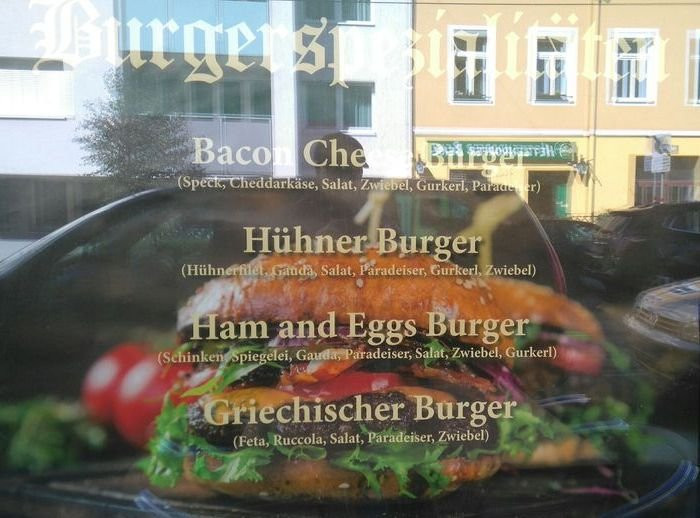 Burgerspezialitäten
Bacon Cheese Burger
(Speck, Cheddarkäse, Salat, Zwiebel, Gurkerl, Paradeiser)
Hühner Burger
(Hühnerfilet, Gauda, Salat, Paradeiser, Gurkerl, Zwiebel)
Ham and Eggs Burger
(Schinken, Spiegelei, Gauda, Paradeiser, Salat, Zwiebel, Gurkerl)
Griechischer Burger
(Feta, Ruccola, Salat, Paradeiser, Zwiebel)